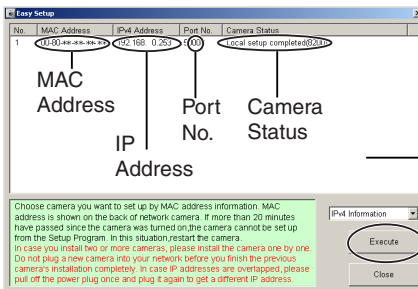 Easy Setup
No. MAC Address IPv4 Address Port No. Camera Status
1 00-80-**-**-**-** 192.168. 0.253 5000 Local setup completed(8200)
MAC
Address
IP
Address
Port
No.
Camera
Status
Choose camera you want to set up by MAC address information. MAC
address is shown on the back of network camera. If more than 20 minutes
have passed since the camera was turned on,the camera cannot be set up
from the Setup Program. In this situation,restart the camera.
In case you install two or more cameras, please install the camera one by one.
Do not plug a new camera into your network before you finish the previous
camera's installation completely. In case IP addresses are overlapped, please
pull off the power plug once and plug it again to get a different IP address.
IPv4 Information
Execute
Close